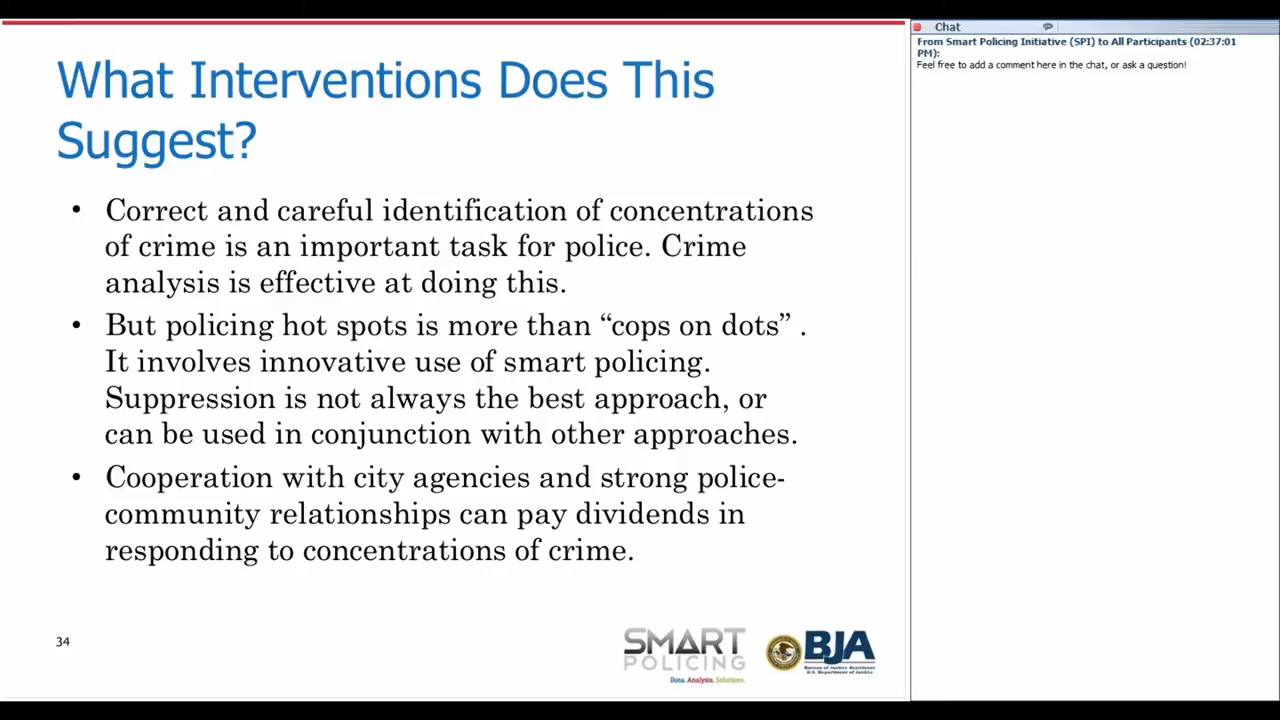 What Interventions Does This
Suggest?
• Correct and careful identification of concentrations
of crime is an important task for police. Crime
analysis is effective at doing this.
• But policing hot spots is more than “cops on dots” .
It involves innovative use of smart policing.
Suppression is not always the best approach, or
can be used in conjunction with other approaches.
• Cooperation with city agencies and strong police-
community relationships can pay dividends in
responding to concentrations of crime.
34
SMART
POLICING
Data. Analysis. Solutions.
BJA
Bureau of Justice Assistance
U.S. Department of Justice
Chat
From Smart Policing Initiative (SPI) to All Participants (02:37:01
PM):
Feel free to add a comment here in the chat, or ask a question!